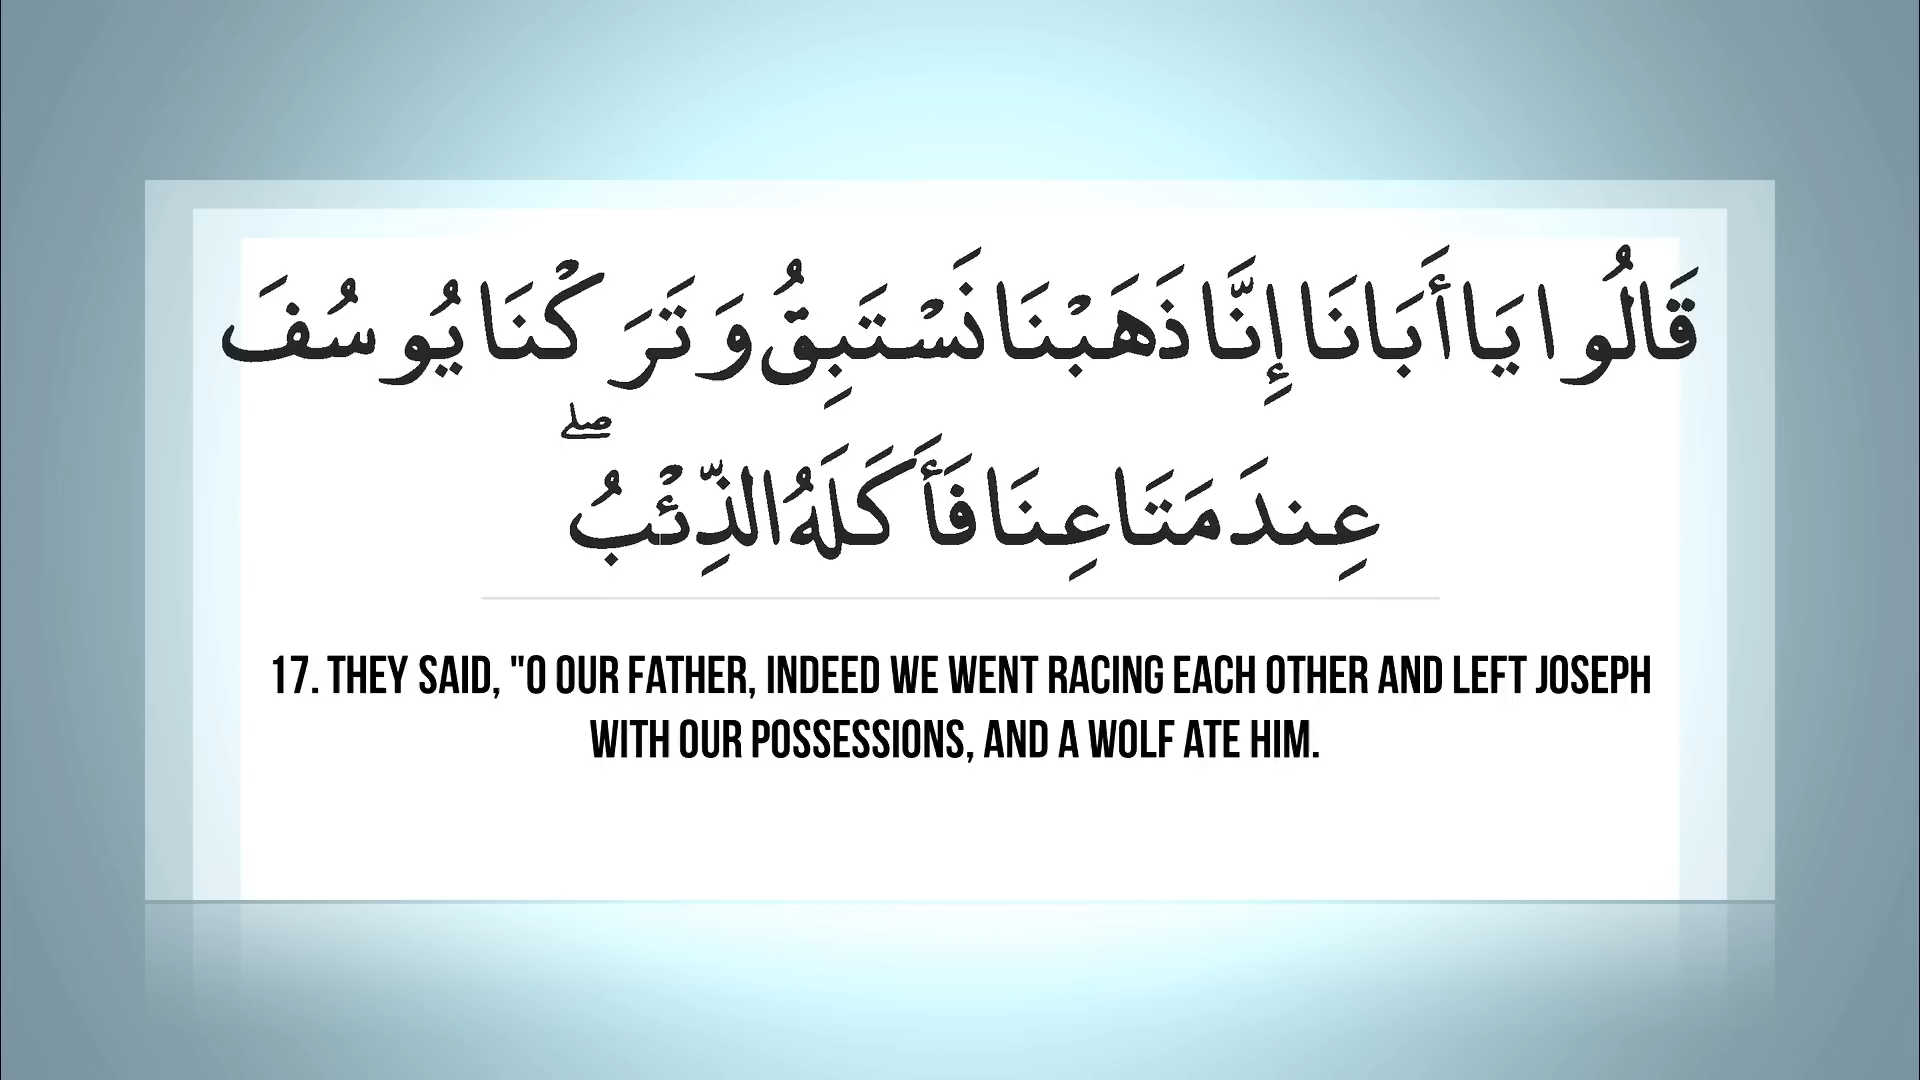 قَالُوا يَا أَبَانَا إِنَّا ذَهَبْنَا نَسْتَبِقُ وَتَرَكْنَا يُوسُفَ
عِندَ مَتَاعِنَا فَأَكَلَهُ الذِّئْبُ ۖ
17. THEY SAID, "O OUR FATHER, INDEED WE WENT RACING EACH OTHER AND LEFT JOSEPH
WITH OUR POSSESSIONS, AND A WOLF ATE HIM.